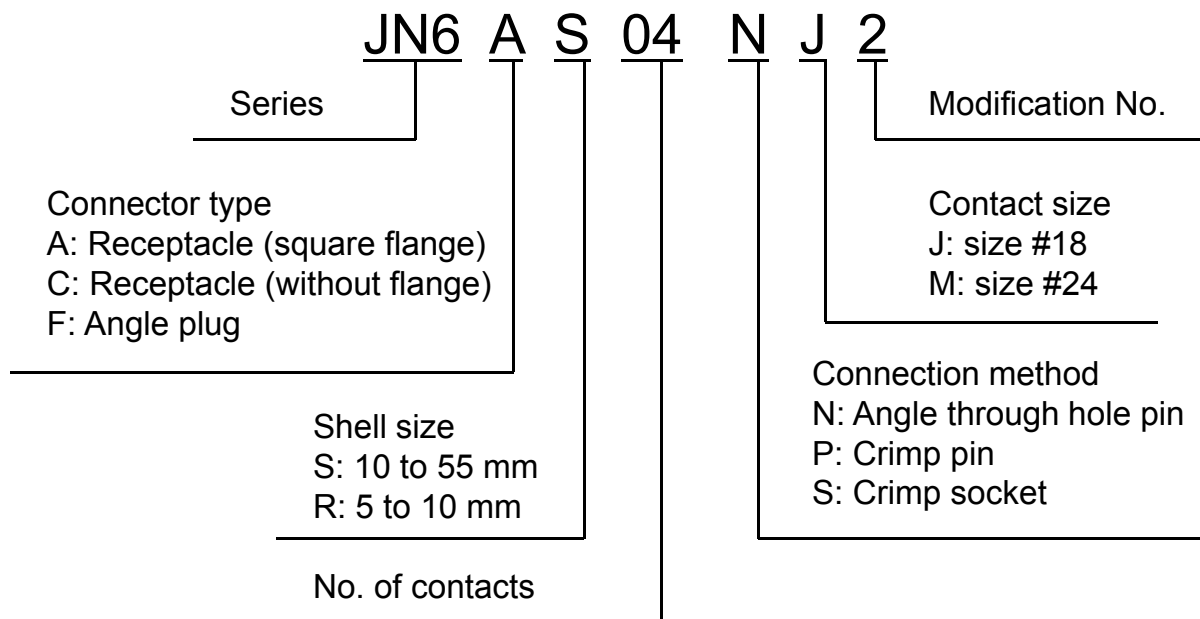 JN6 A S 04 N J 2
Series
Modification No.
Connector type
A: Receptacle (square flange)
C: Receptacle (without flange)
F: Angle plug
Contact size
J: size #18
M: size #24
Shell size
S: 10 to 55 mm
R: 5 to 10 mm
Connection method
N: Angle through hole pin
P: Crimp pin
S: Crimp socket
No. of contacts